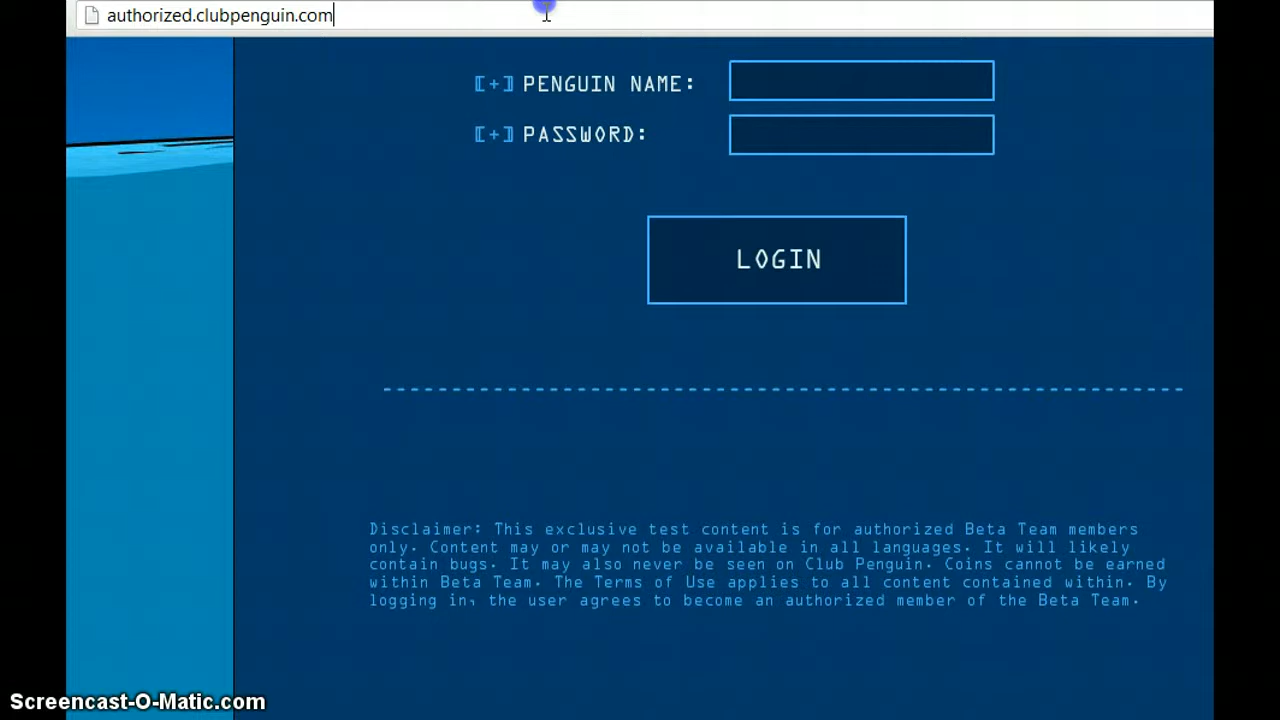 authorized.clubpenguin.com
[+] PENGUIN NAME:
[+] PASSWORD:
LOGIN
Disclaimer: This exclusive test content is for authorized Beta Team members
only. Content may or may not be available in all languages. It will likely
contain bugs. It may also never be seen on Club Penguin. Coins cannot be earned
within Beta Team. The Terms of Use applies to all content contained within. By
logging in, the user agrees to become an authorized member of the Beta Team.
Screencast-O-Matic.com